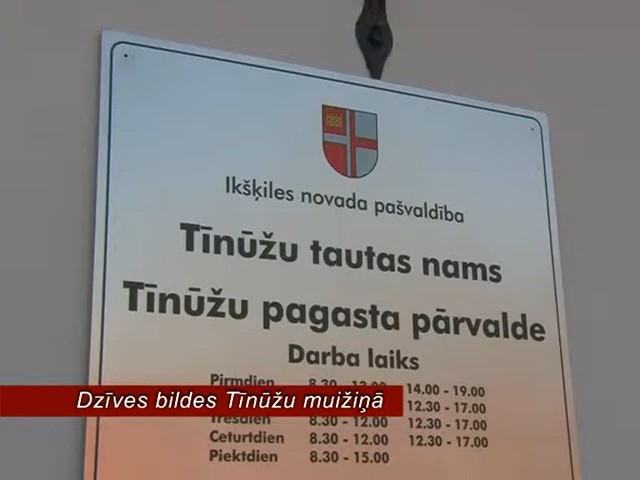 Ikšķiles novada pašvaldība
Tīnūžu tautas nams
Tīnūžu pagasta pārvalde
Darba laiks
Pirmdien 8.30 - 12.00 14.00 - 19.00
12.30 - 17.00
Trešdien 8.30 - 12.00 12.30 - 17.00
Ceturtdien 8.30 - 12.00 12.30 - 17.00
Piektdien 8.30 - 15.00
Dzīves bildes Tīnūžu muižiņā